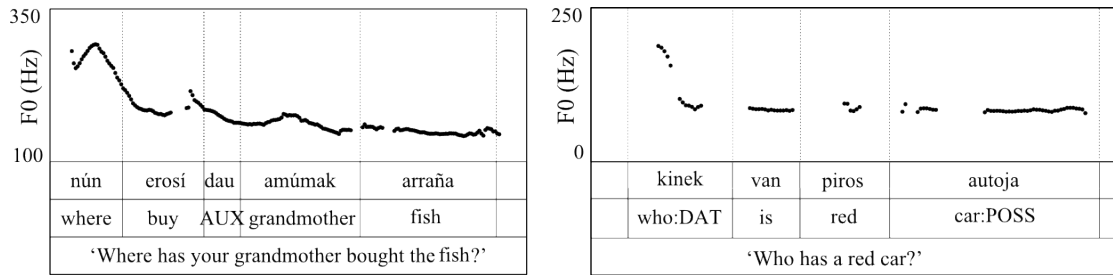 350
F0 (Hz)
100
nún erosí dau amúmak arraña
where buy AUX grandmother fish
‘Where has your grandmother bought the fish?’
250
F0 (Hz)
0
kinek van piros autoja
who:DAT is red car:POSS
‘Who has a red car?’